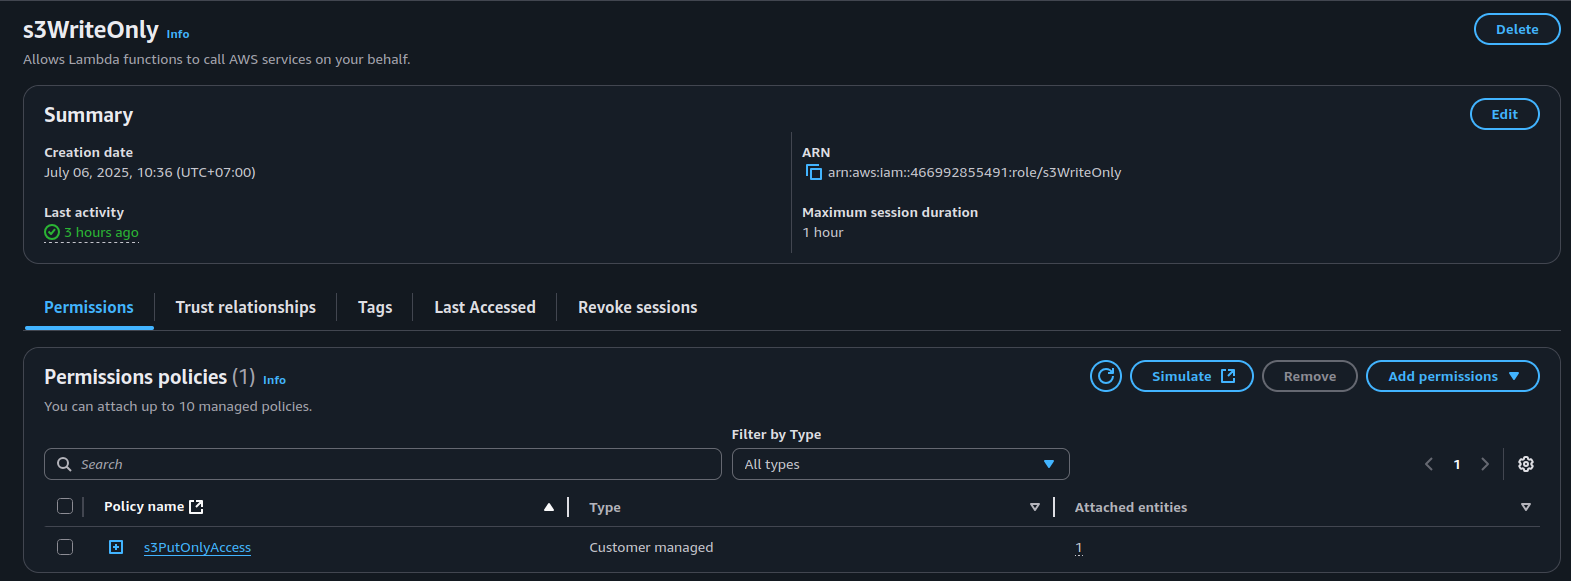 s3WriteOnly Info
Delete
Allows Lambda functions to call AWS services on your behalf.
Summary
Edit
Creation date
July 06, 2025, 10:36 (UTC+07:00)
ARN
arn:aws:iam::466992855491:role/s3WriteOnly
Last activity
3 hours ago
Maximum session duration
1 hour
Permissions
Trust relationships
Tags
Last Accessed
Revoke sessions
Permissions policies (1) Info
Simulate
Remove
Add permissions
You can attach up to 10 managed policies.
Filter by Type
Search
All types
1
Policy name
Type
Attached entities
s3PutOnlyAccess
Customer managed
1